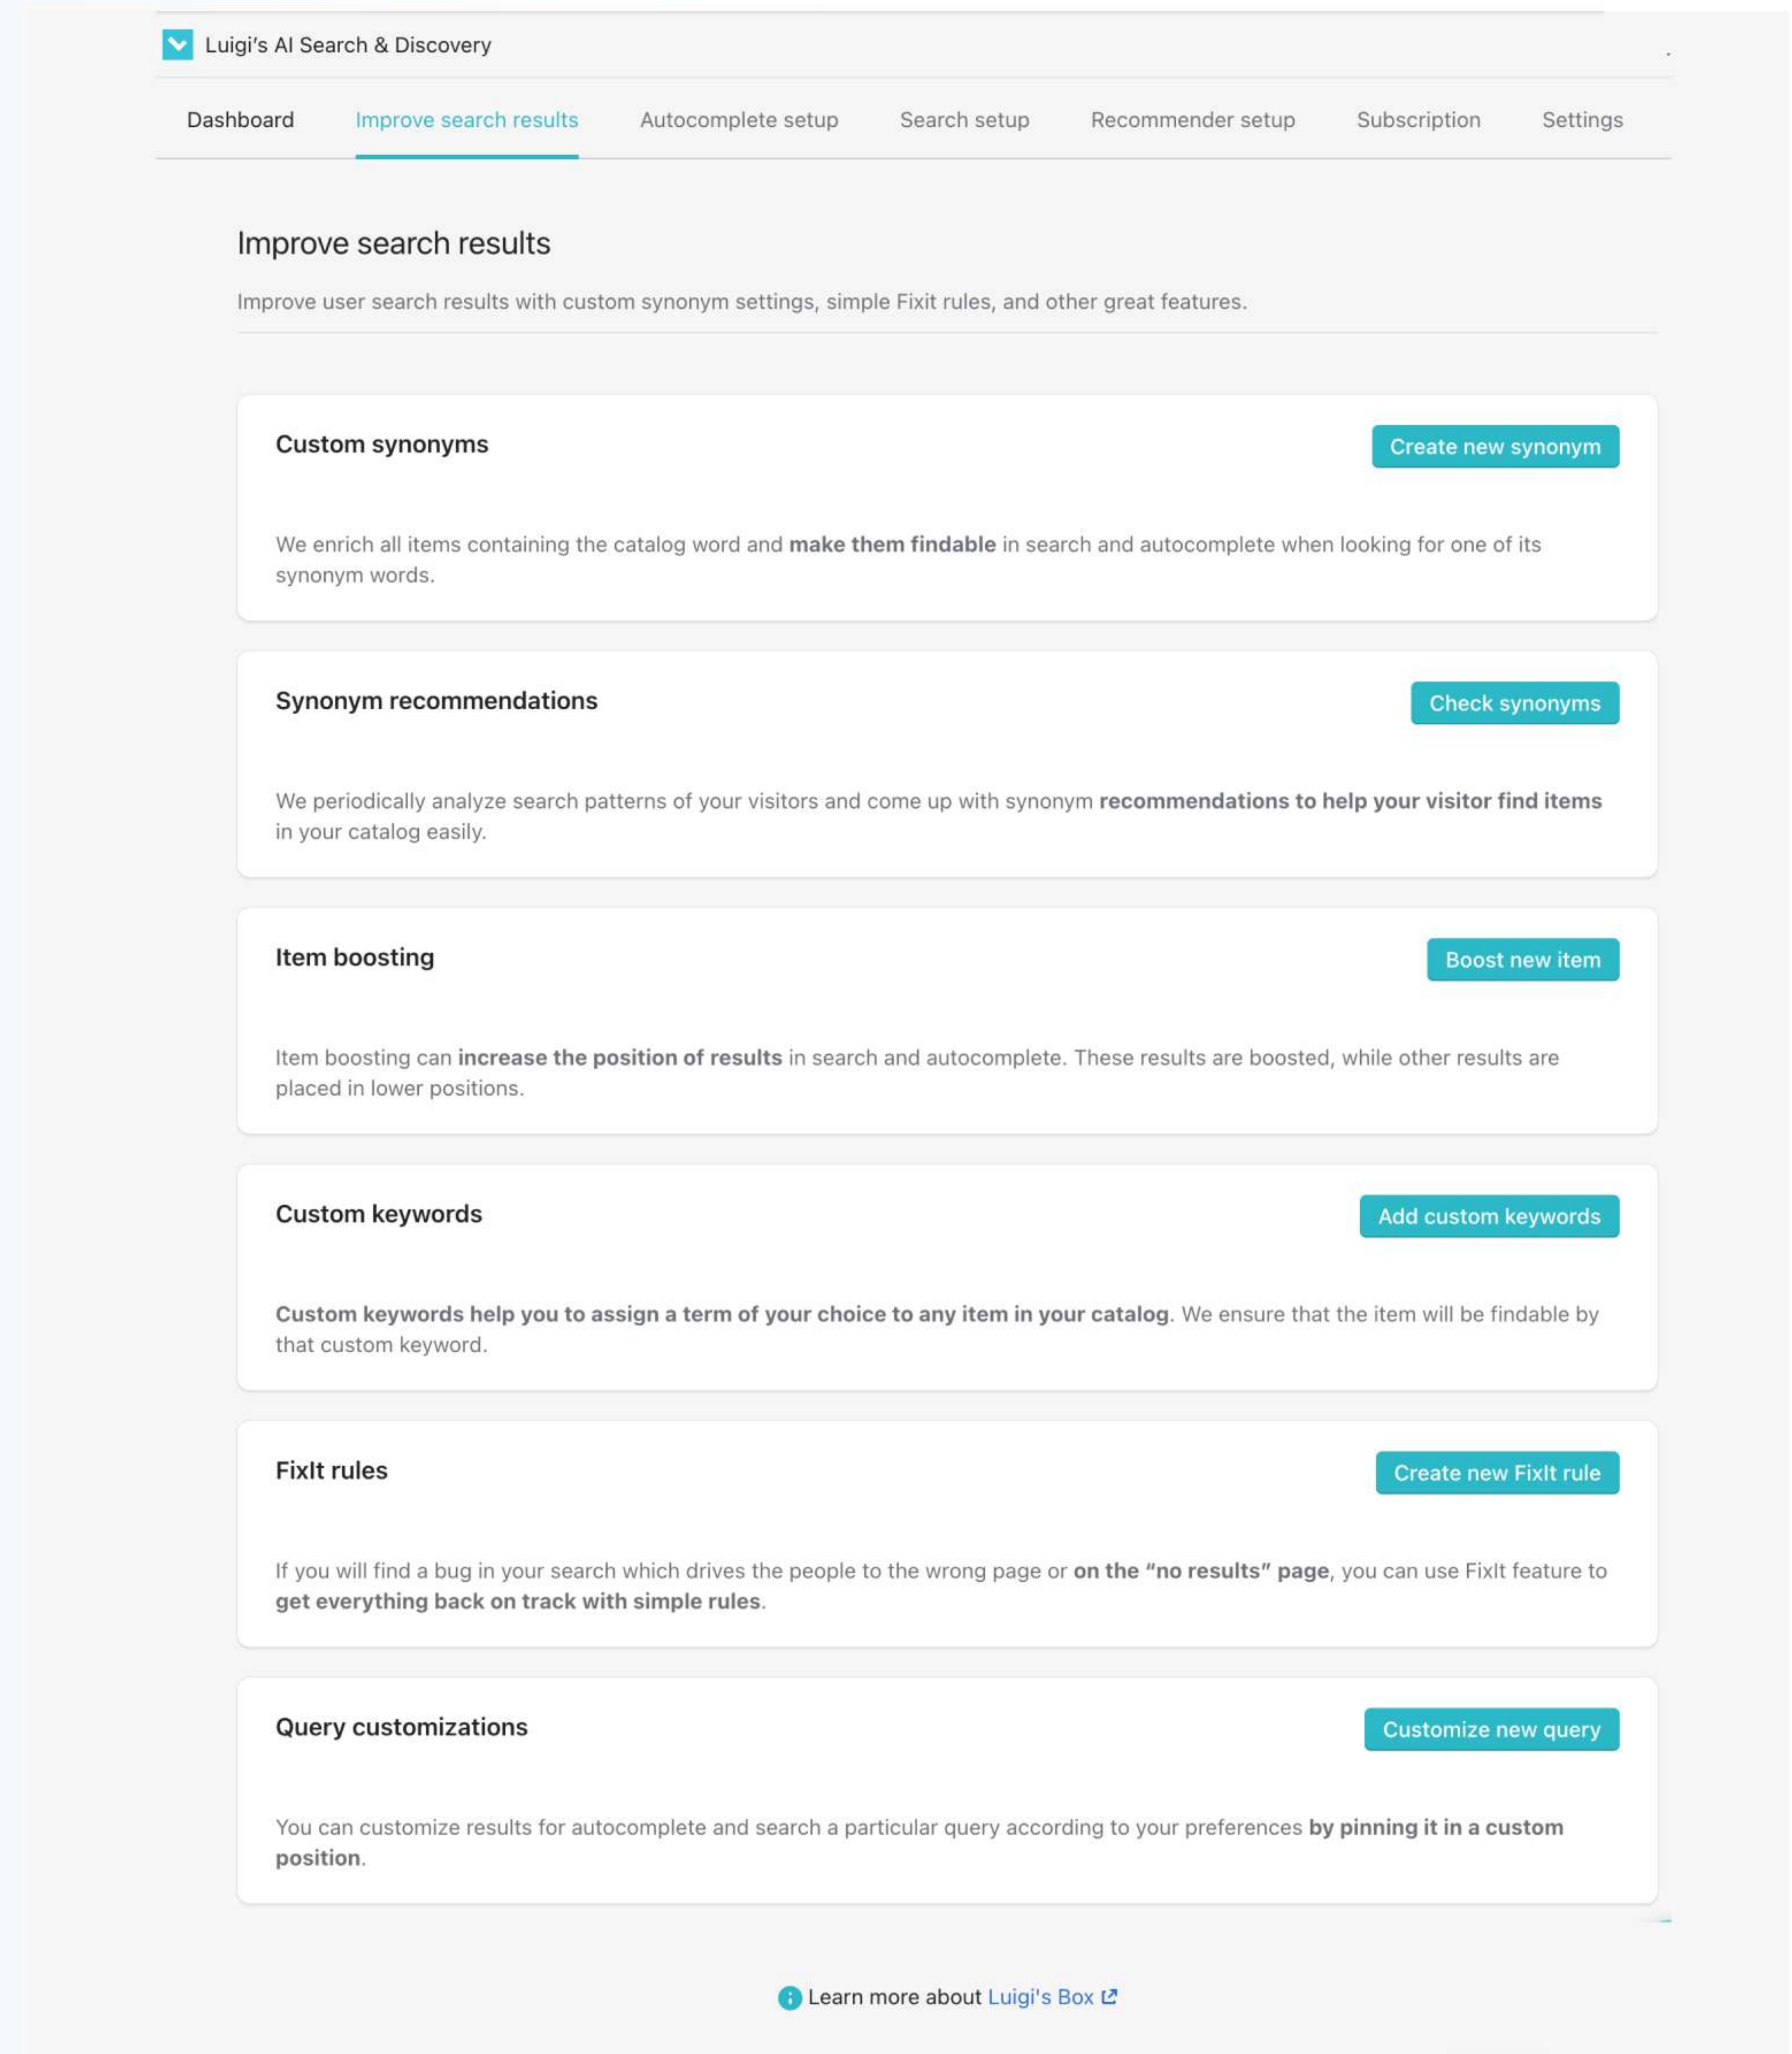 Luigi's AI Search & Discovery
Dashboard Improve search results Autocomplete setup Search setup Recommender setup Subscription Settings
Improve search results
Improve user search results with custom synonym settings, simple Fixit rules, and other great features.
Custom synonyms
Create new synonym
We enrich all items containing the catalog word and make them findable in search and autocomplete when looking for one of its
synonym words.
Synonym recommendations
Check synonyms
We periodically analyze search patterns of your visitors and come up with synonym recommendations to help your visitor find items
in your catalog easily.
Item boosting
Boost new item
Item boosting can increase the position of results in search and autocomplete. These results are boosted, while other results are
placed in lower positions.
Custom keywords
Add custom keywords
Custom keywords help you to assign a term of your choice to any item in your catalog. We ensure that the item will be findable by
that custom keyword.
FixIt rules
Create new FixIt rule
If you will find a bug in your search which drives the people to the wrong page or on the “no results” page, you can use FixIt feature to
get everything back on track with simple rules.
Query customizations
Customize new query
You can customize results for autocomplete and search a particular query according to your preferences by pinning it in a custom
position.
Learn more about Luigi's Box